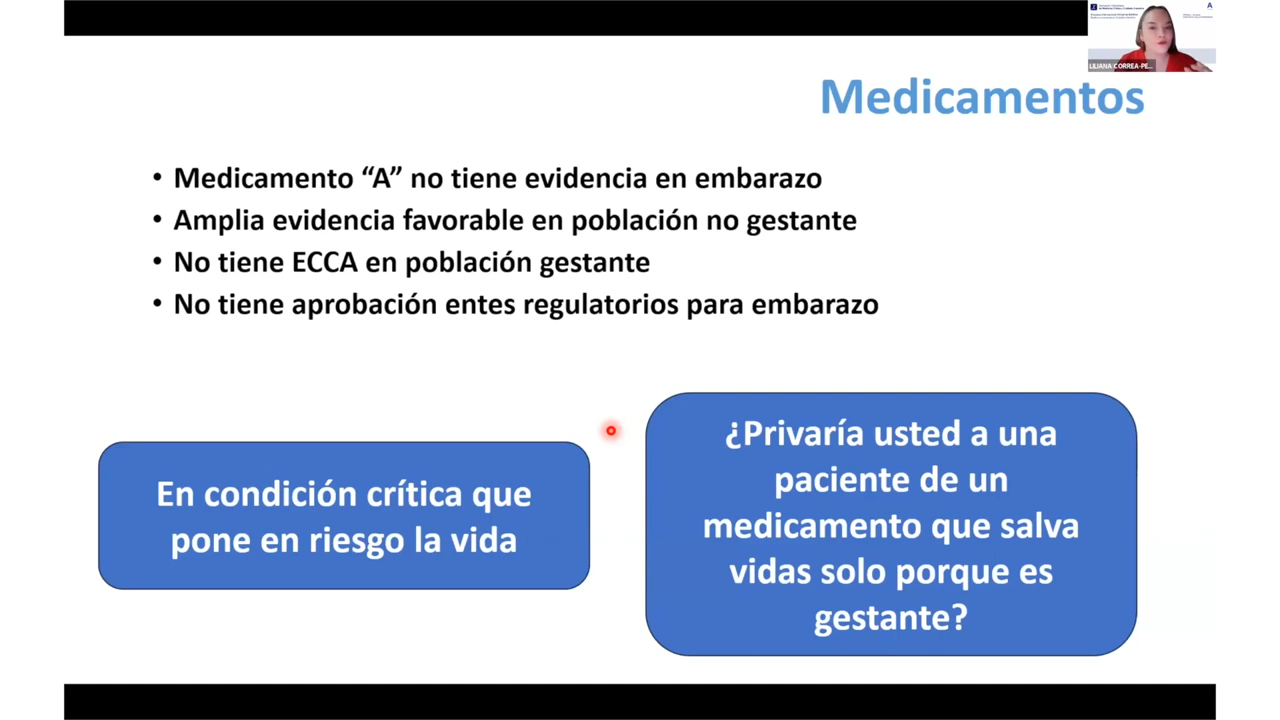 LILIANA CORREA-PE...
Medicamentos
• Medicamento “A” no tiene evidencia en embarazo
• Amplia evidencia favorable en población no gestante
• No tiene ECCA en población gestante
• No tiene aprobación entes regulatorios para embarazo
En condición crítica que
pone en riesgo la vida
¿Privaría usted a una
paciente de un
medicamento que salva
vidas solo porque es
gestante?